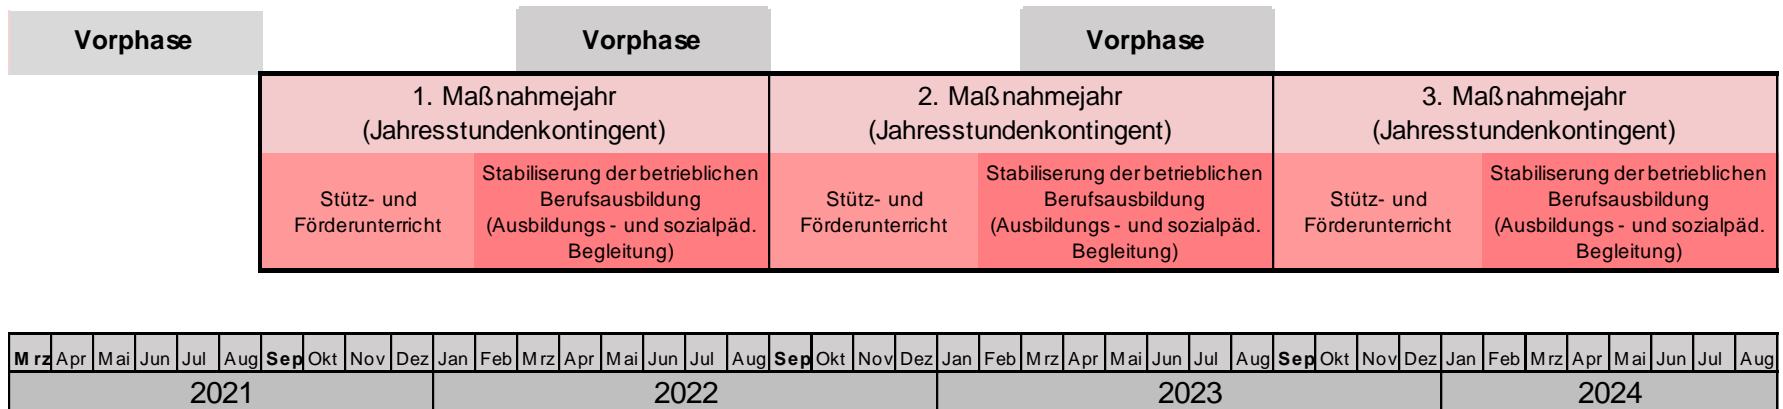 Vorphase
Vorphase
Vorphase
1. Maßnahmejahr
(Jahresstundenkontingent)
2. Maßnahmejahr
(Jahresstundenkontingent)
3. Maßnahmejahr
(Jahresstundenkontingent)
Stütz- und
Förderunterricht
Stabiliserung der betrieblichen
Berufsausbildung
(Ausbildungs - und sozialpäd.
Begleitung)
Stütz- und
Förderunterricht
Stabiliserung der betrieblichen
Berufsausbildung
(Ausbildungs - und sozialpäd.
Begleitung)
Stütz- und
Förderunterricht
Stabiliserung der betrieblichen
Berufsausbildung
(Ausbildungs - und sozialpäd.
Begleitung)
Mrz Apr Mai Jun Jul Aug Sep Okt Nov Dez Jan Feb Mrz Apr Mai Jun Jul Aug Sep Okt Nov Dez Jan Feb Mrz Apr Mai Jun Jul Aug Sep Okt Nov Dez Jan Feb Mrz Apr Mai Jun Jul Aug
2021 2022 2023 2024